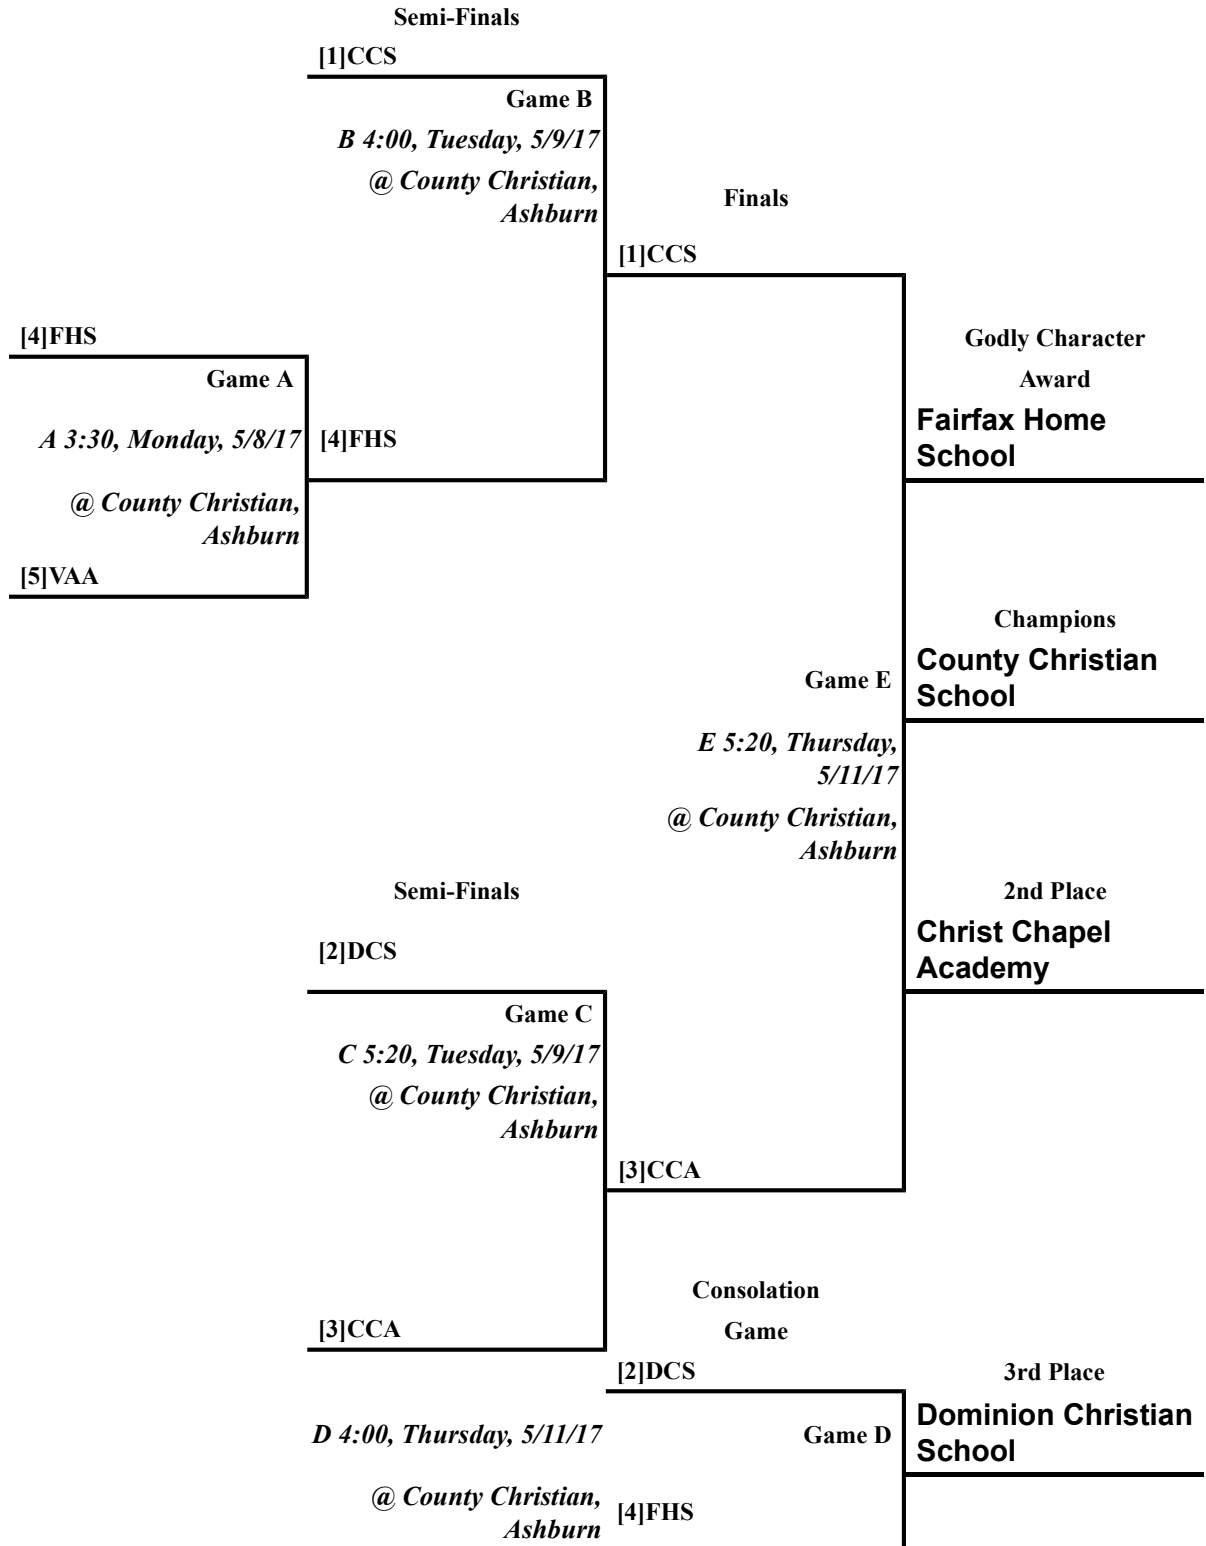 Semi-Finals
[1]CCS
Game B
B 4:00, Tuesday, 5/9/17
@ County Christian,
Ashburn
Finals
[1]CCS
[4]FHS
Game A
A 3:30, Monday, 5/8/17
[4]FHS
@ County Christian,
Ashburn
[5]VAA
Godly Character
Award
Fairfax Home
School
Champions
County Christian
School
Game E
E 5:20, Thursday,
5/11/17
@ County Christian,
Ashburn
Semi-Finals
2nd Place
Christ Chapel
Academy
[2]DCS
Game C
C 5:20, Tuesday, 5/9/17
@ County Christian,
Ashburn
[3]CCA
Consolation
Game
[3]CCA
[2]DCS
3rd Place
Dominion Christian
School
D 4:00, Thursday, 5/11/17
Game D
@ County Christian,
Ashburn
[4]FHS